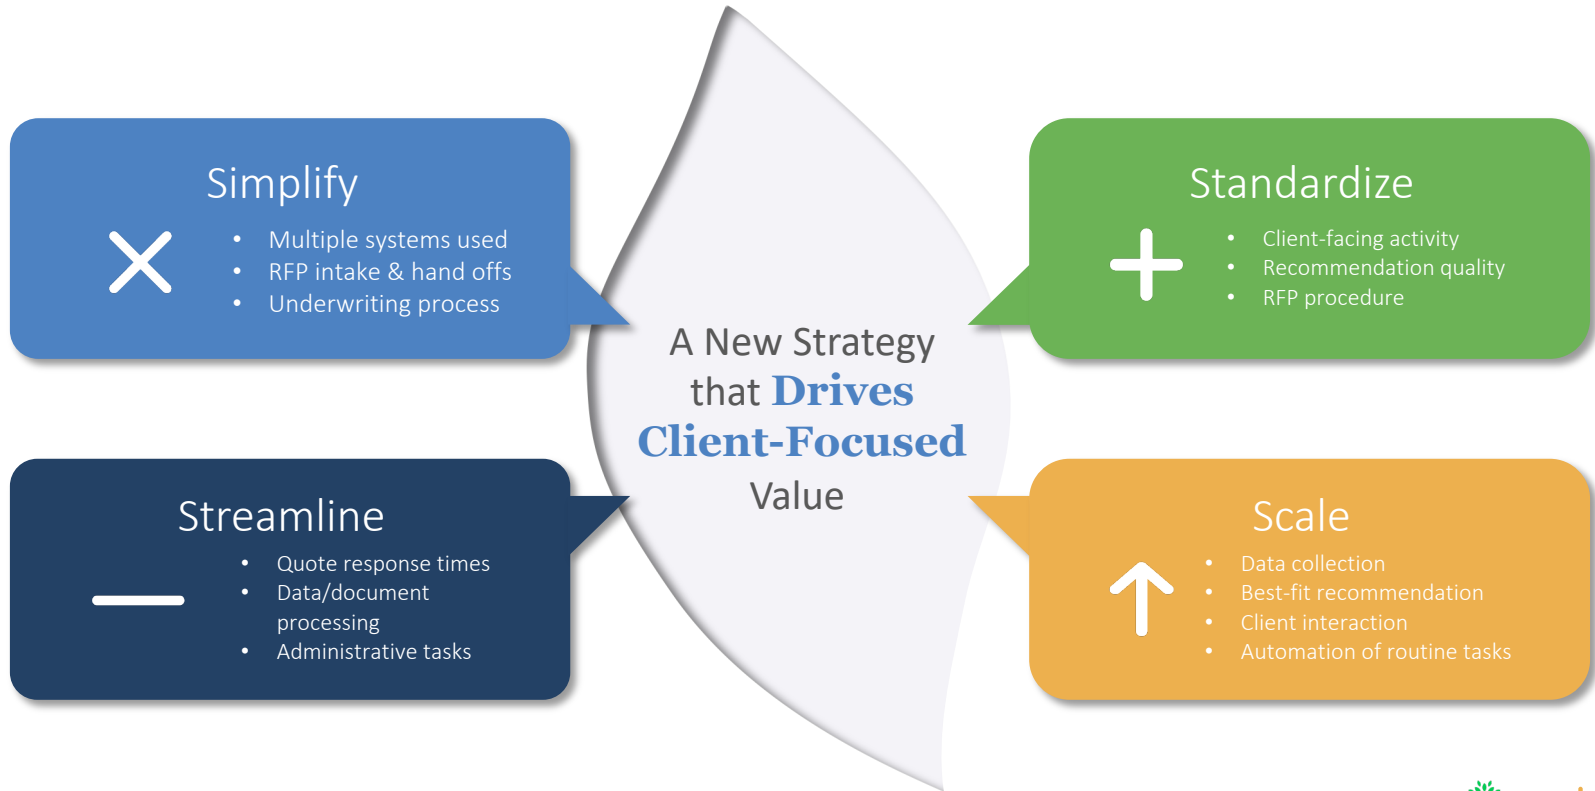 Simplify
• Multiple systems used
• RFP intake & hand offs
• Underwriting process
Standardize
• Client-facing activity
• Recommendation quality
• RFP procedure
A New Strategy
that Drives
Client-Focused
Value
Streamline
• Quote response times
• Data/document
processing
• Administrative tasks
Scale
• Data collection
• Best-fit recommendation
• Client interaction
• Automation of routine tasks